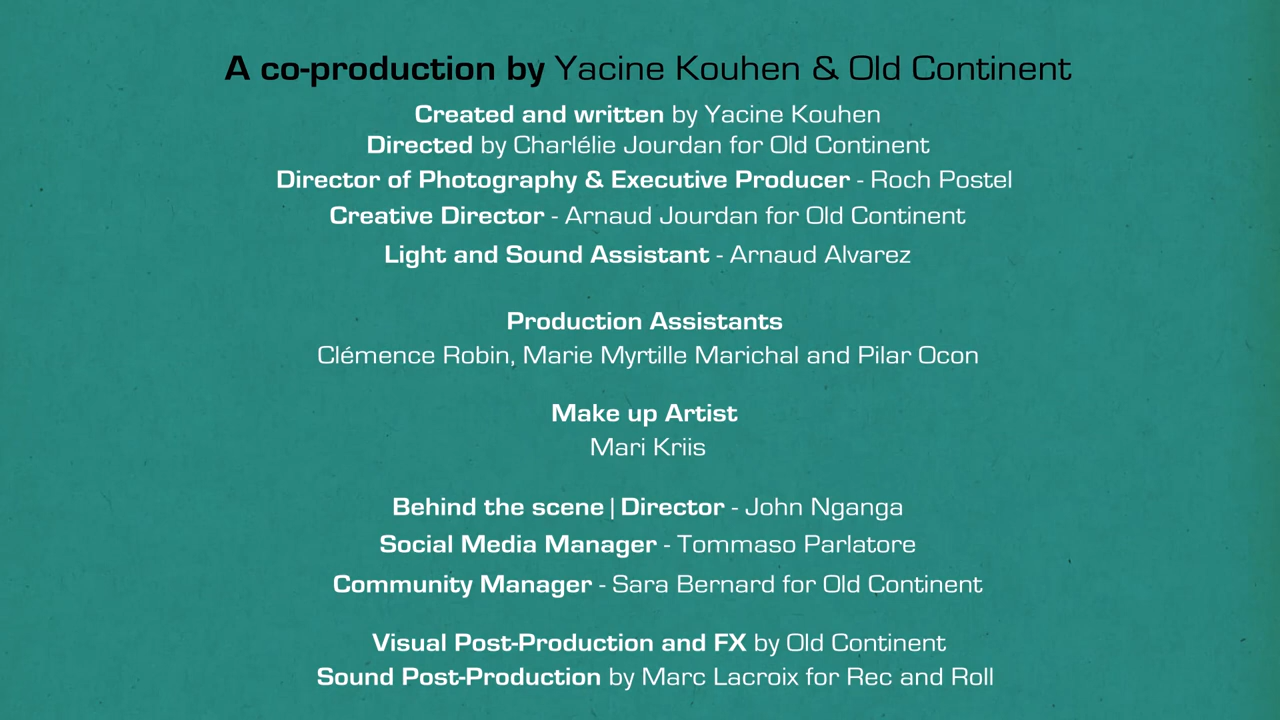 A co-production by Yacine Kouhen & Old Continent
Created and written by Yacine Kouhen
Directed by Charlélie Jourdan for Old Continent
Director of Photography & Executive Producer - Roch Postel
Creative Director - Arnaud Jourdan for Old Continent
Light and Sound Assistant - Arnaud Alvarez
Production Assistants
Clémence Robin, Marie Myrtille Marichal and Pilar Ocon
Make up Artist
Mari Kriis
Behind the scene | Director - John Nganga
Social Media Manager - Tommaso Parlatore
Community Manager - Sara Bernard for Old Continent
Visual Post-Production and FX by Old Continent
Sound Post-Production by Marc Lacroix for Rec and Roll